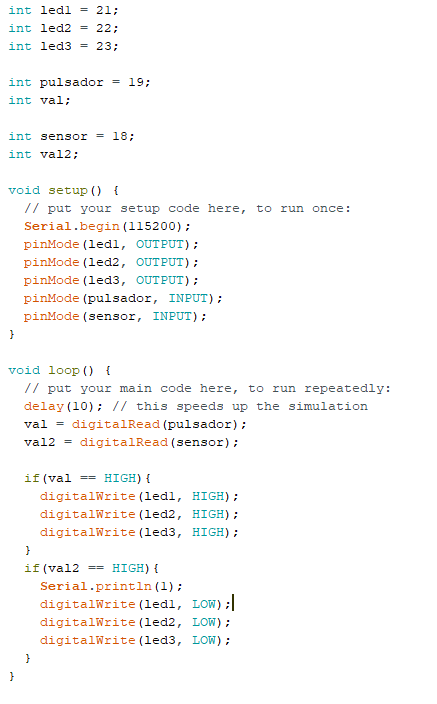 int led1 = 21;
int led2 = 22;
int led3 = 23;

int pulsador = 19;
int val;

int sensor = 18;
int val2;

void setup() {
  // put your setup code here, to run once:
  Serial.begin(115200);
  pinMode(led1, OUTPUT);
  pinMode(led2, OUTPUT);
  pinMode(led3, OUTPUT);
  pinMode(pulsador, INPUT);
  pinMode(sensor, INPUT);
}

void loop() {
  // put your main code here, to run repeatedly:
  delay(10); // this speeds up the simulation
  val = digitalRead(pulsador);
  val2 = digitalRead(sensor);

  if(val == HIGH){
    digitalWrite(led1, HIGH);
    digitalWrite(led2, HIGH);
    digitalWrite(led3, HIGH);
  }
  if(val2 == HIGH){
    Serial.println(1);
    digitalWrite(led1, LOW);
    digitalWrite(led2, LOW);
    digitalWrite(led3, LOW);
  }
}